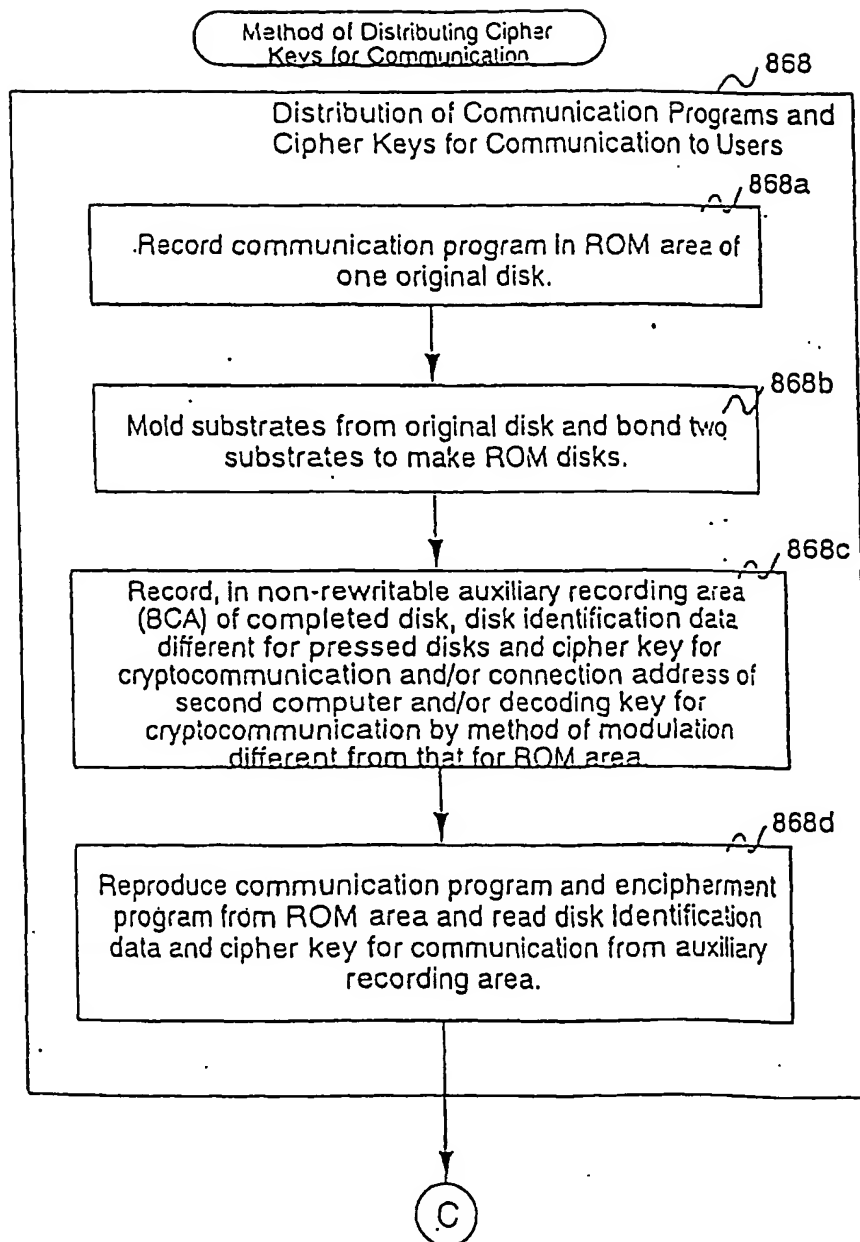 Method of Distributing Cipher
Keys for Communication
868
Distribution of Communication Programs and
Cipher Keys for Communication to Users
868a
Record communication program in ROM area of
one original disk.
868b
Mold substrates from original disk and bond two
substrates to make ROM disks.
868c
Record, in non-rewritable auxiliary recording area
(BCA) of completed disk, disk identification data
different for pressed disks and cipher key for
cryptocommunication and/or connection address of
second computer and/or decoding key for
cryptocommunication by method of modulation
different from that for ROM area
868d
Reproduce communication program and encipherment
program from ROM area and read disk identification
data and cipher key for communication from auxiliary
recording area.
C